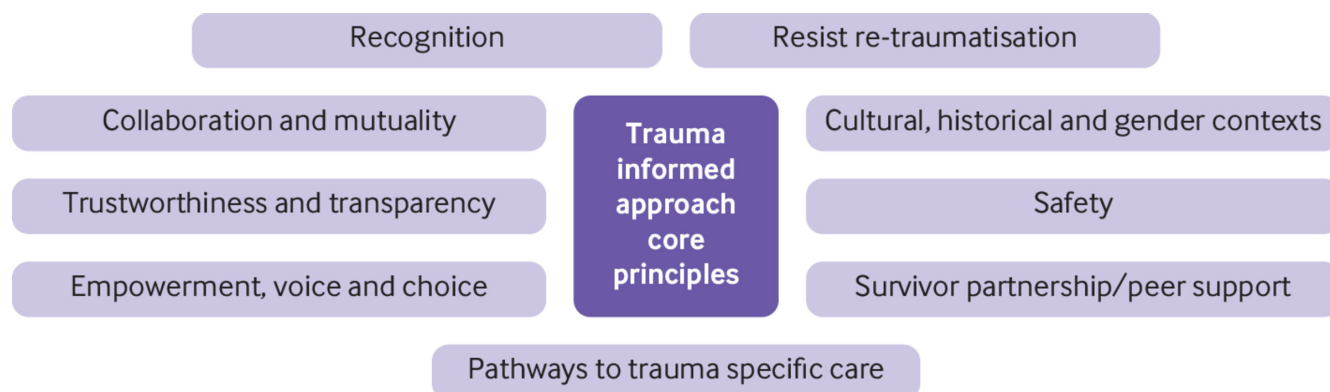 Recognition
Resist re-traumatisation
Collaboration and mutuality
Trauma
informed
approach
core
principles
Cultural, historical and gender contexts
Trustworthiness and transparency
Safety
Empowerment, voice and choice
Survivor partnership/peer support
Pathways to trauma specific care